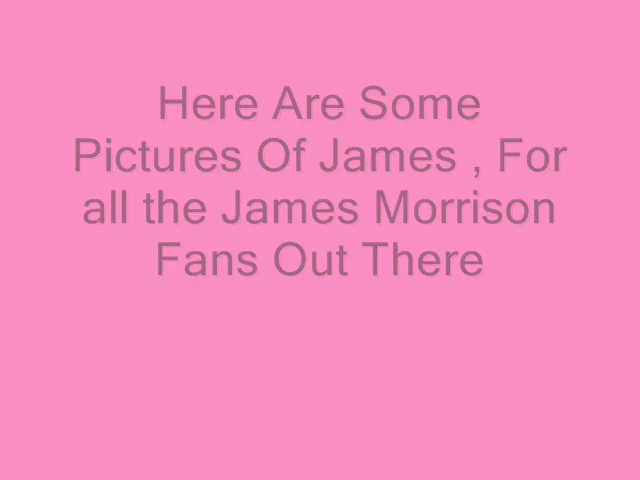 Here Are Some
Pictures Of James , For
all the James Morrison
Fans Out There